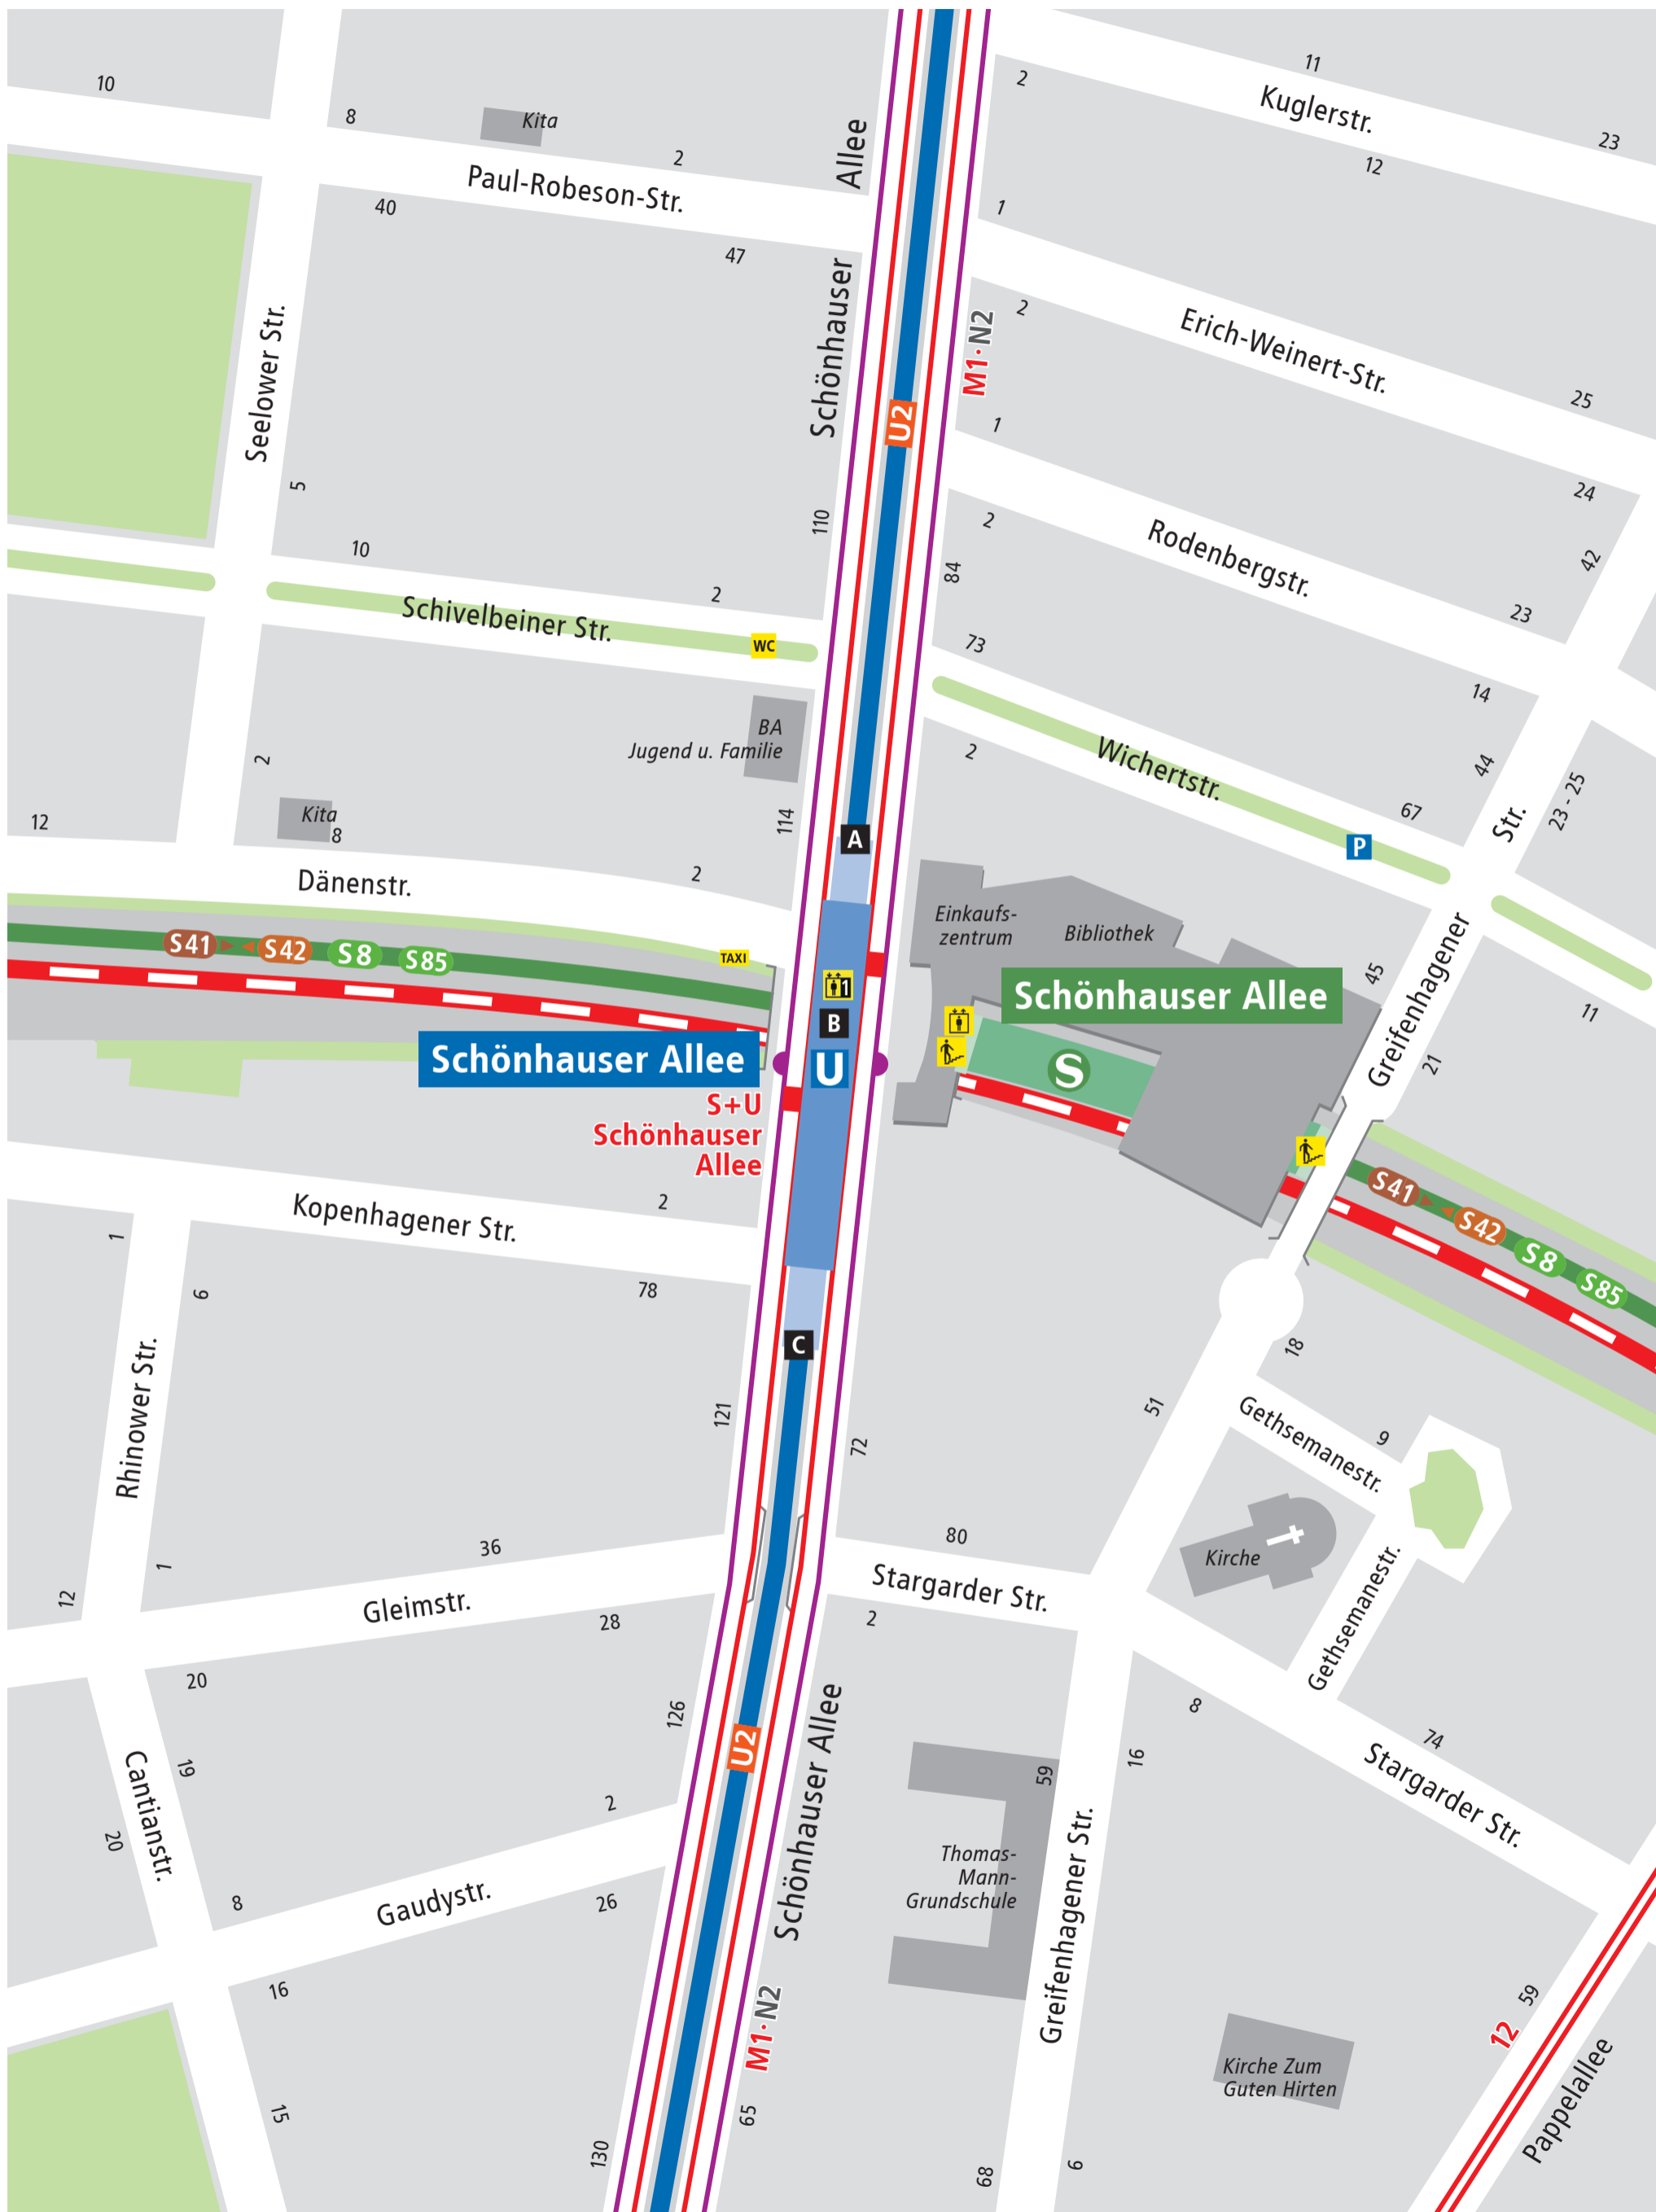 10
8
Kita
2
Paul-Robeson-Str.
40
47
Allee
Schönhauser
2
11
Kuglerstr.
12
23
1
2
Erich-Weinert-Str.
25
24
M1·N2
U2
1
2
Rodenbergstr.
23
42
Seelower Str.
5
10
Schivelbeiner Str.
2
WC
110
84
73
14
44
Wichertstr.
67
P
2
Str.
23 - 25
BA
Jugend u. Familie
114
2
Kita
8
12
Dänenstr.
2
A
Einkaufs-
zentrum
Bibliothek
45
Greifenhagener
11
21
S41
S42
S8
S85
TAXI
1
B
U
Schönhauser Allee
S+U
Schönhauser
Allee
Schönhauser Allee
S
S41
S42
S8
S85
Kopenhagener Str.
2
78
1
6
Rhinower Str.
C
121
72
51
18
Gethsemanestr.
9
Gethsemanestr.
Kirche
1
12
36
Gleimstr.
28
20
80
Stargarder Str.
2
8
74
Stargarder Str.
126
U2
Schönhauser Allee
59
16
Cantianstr.
19
20
2
8
Gaudystr.
26
16
15
Thomas-
Mann-
Grundschule
Greifenhagener Str.
M1·N2
65
130
68
6
Kirche Zum
Guten Hirten
59
12
Pappelallee